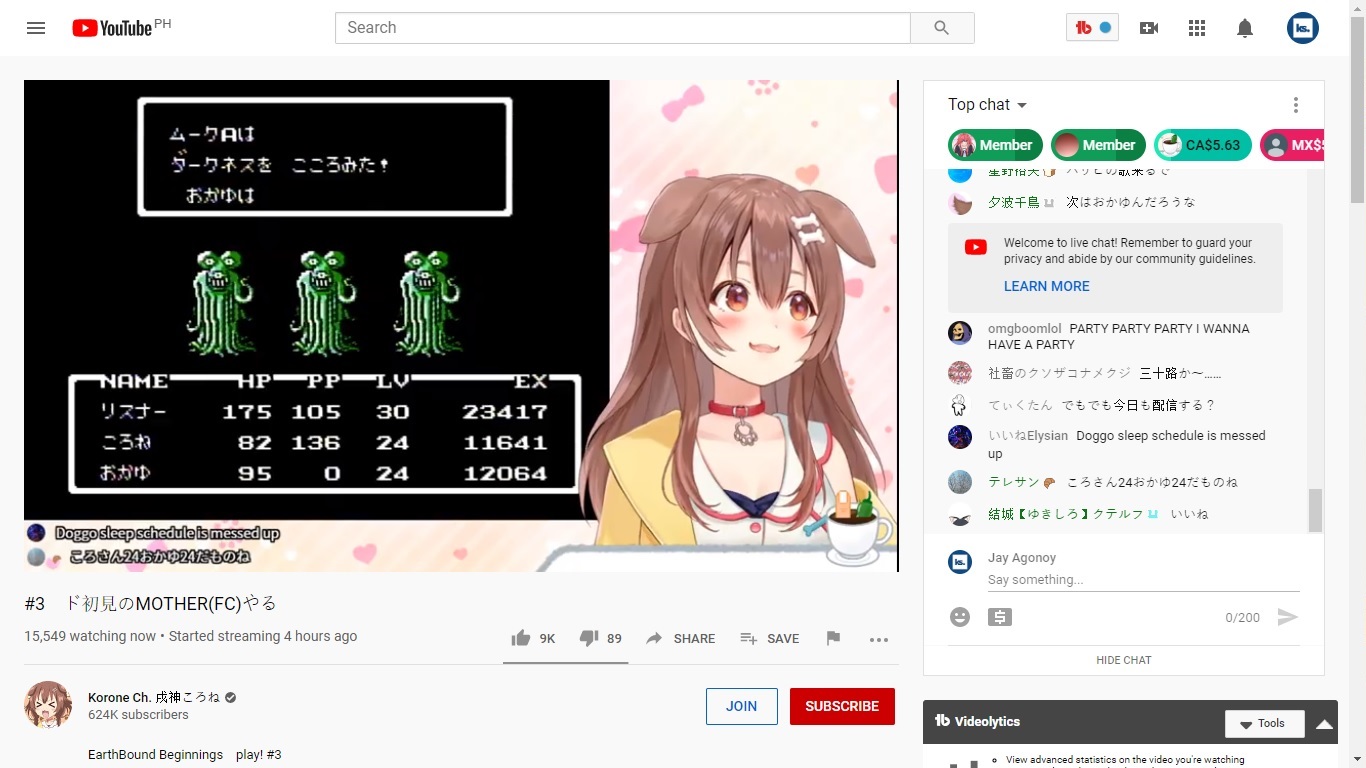 YouTube PH
Search
ムークAは
ダークネスを こころみた!
おかゆは
NAME HP PP LV EX
リスナー 175 105 30 23417
ころね 82 136 24 11641
おかゆ 95 0 24 12064
Doggo sleep schedule is messed up
ころさん24おかゆ24だものね
#3 ド初見のMOTHER(FC)やる
15,549 watching now • Started streaming 4 hours ago
9K 89 SHARE SAVE
Korone Ch. 戌神ころね
624K subscribers
JOIN SUBSCRIBE
EarthBound Beginnings play! #3
ks.
Top chat
Member Member CA$5.63 MX$
夕波千鳥 次はおかゆんだろうな
Welcome to live chat! Remember to guard your
privacy and abide by our community guidelines.
LEARN MORE
omgboomlol PARTY PARTY PARTY I WANNA
HAVE A PARTY
社畜のクソザコナメクジ 三十路か〜……
てぃくたん でもでも今日も配信する？
いいねElysian Doggo sleep schedule is messed
up
テレサン ころさん24おかゆ24だものね
結城【ゆきしろ】クテルフ いいね
ks.
Jay Agonoy
Say something...
0/200
HIDE CHAT
tb Videolytics Tools
View advanced statistics on the video you're watching